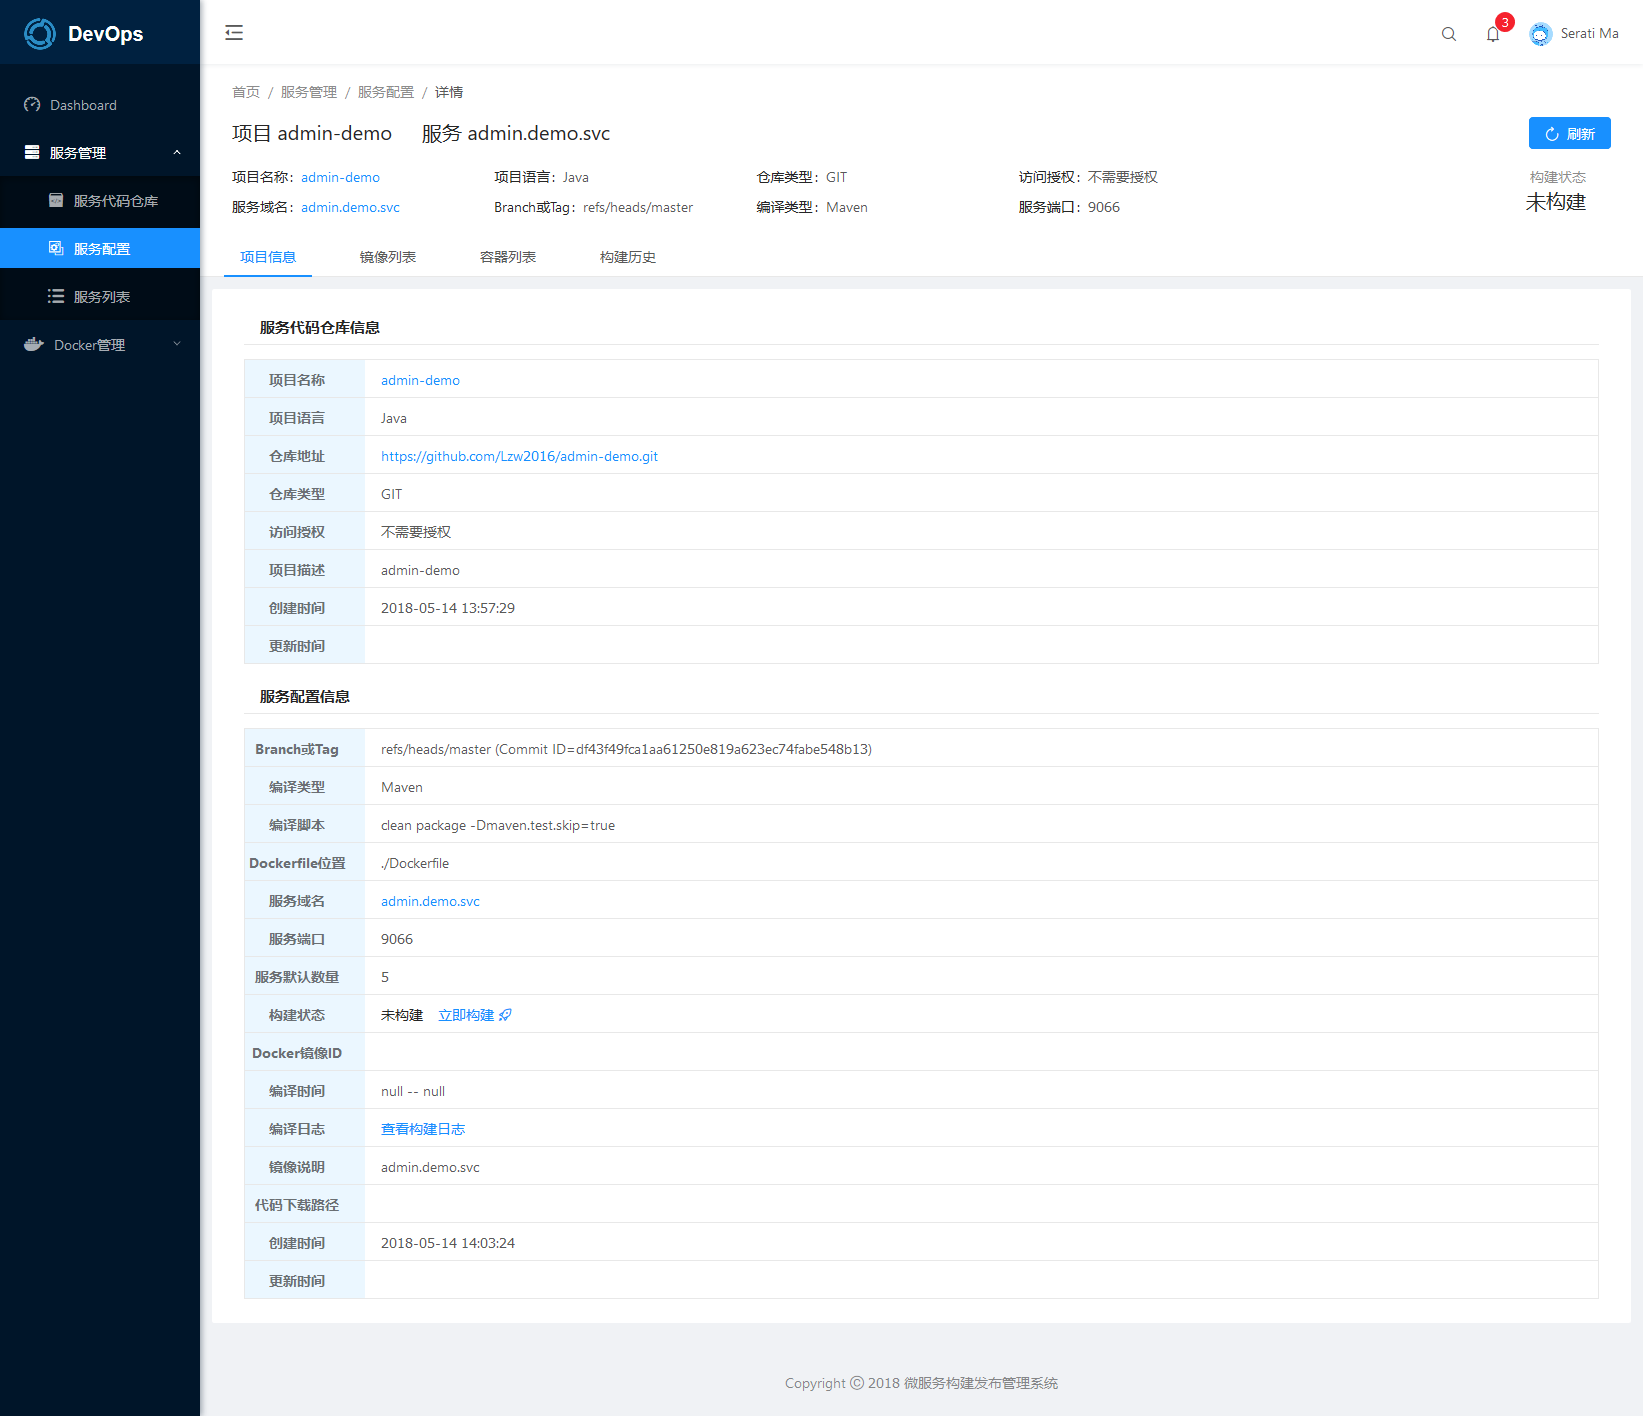 DevOps
3
Serati Ma
Dashboard
服务管理
服务代码仓库
服务配置
服务列表
Docker管理
首页 / 服务管理 / 服务配置 / 详情
项目 admin-demo 服务 admin.demo.svc
刷新
项目名称：admin-demo 项目语言：Java 仓库类型：GIT 访问授权：不需要授权
服务域名：admin.demo.svc Branch或Tag：refs/heads/master 编译类型：Maven 服务端口：9066
构建状态
未构建
项目信息 镜像列表 容器列表 构建历史
服务代码仓库信息
项目名称 admin-demo
项目语言 Java
仓库地址 https://github.com/Lzw2016/admin-demo.git
仓库类型 GIT
访问授权 不需要授权
项目描述 admin-demo
创建时间 2018-05-14 13:57:29
更新时间
服务配置信息
Branch或Tag refs/heads/master (Commit ID=df43f49fca1aa61250e819a623ec74fabe548b13)
编译类型 Maven
编译脚本 clean package -Dmaven.test.skip=true
Dockerfile位置 ./Dockerfile
服务域名 admin.demo.svc
服务端口 9066
服务默认数量 5
构建状态 未构建 立即构建
Docker镜像ID
编译时间 null -- null
编译日志 查看构建日志
镜像说明 admin.demo.svc
代码下载路径
创建时间 2018-05-14 14:03:24
更新时间
Copyright © 2018 微服务构建发布管理系统